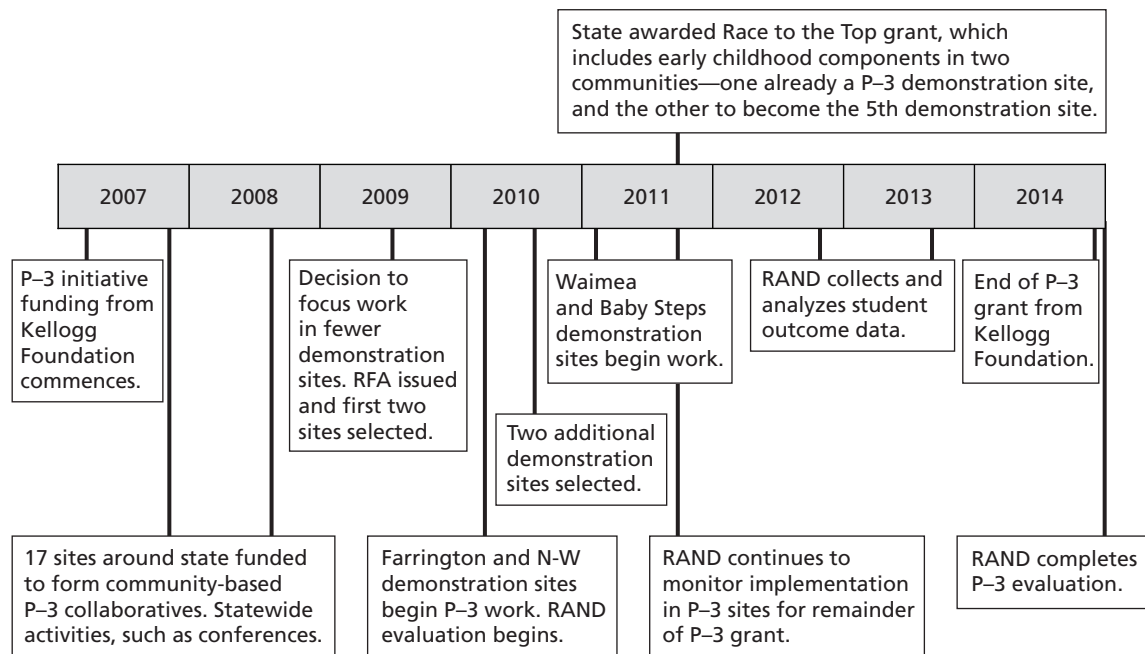 State awarded Race to the Top grant, which
includes early childhood components in two
communities—one already a P–3 demonstration site,
and the other to become the 5th demonstration site.
2007
2008
2009
2010
2011
2012
2013
2014
P–3 initiative
funding from
Kellogg
Foundation
commences.
Decision to
focus work
in fewer
demonstration
sites. RFA issued
and first two
sites selected.
Two additional
demonstration
sites selected.
Waimea
and Baby Steps
demonstration
sites begin work.
RAND collects and
analyzes student
outcome data.
End of P–3
grant from
Kellogg
Foundation.
17 sites around state funded
to form community-based
P–3 collaboratives. Statewide
activities, such as conferences.
Farrington and N-W
demonstration sites
begin P–3 work. RAND
evaluation begins.
RAND continues to
monitor implementation
in P–3 sites for remainder
of P–3 grant.
RAND completes
P–3 evaluation.